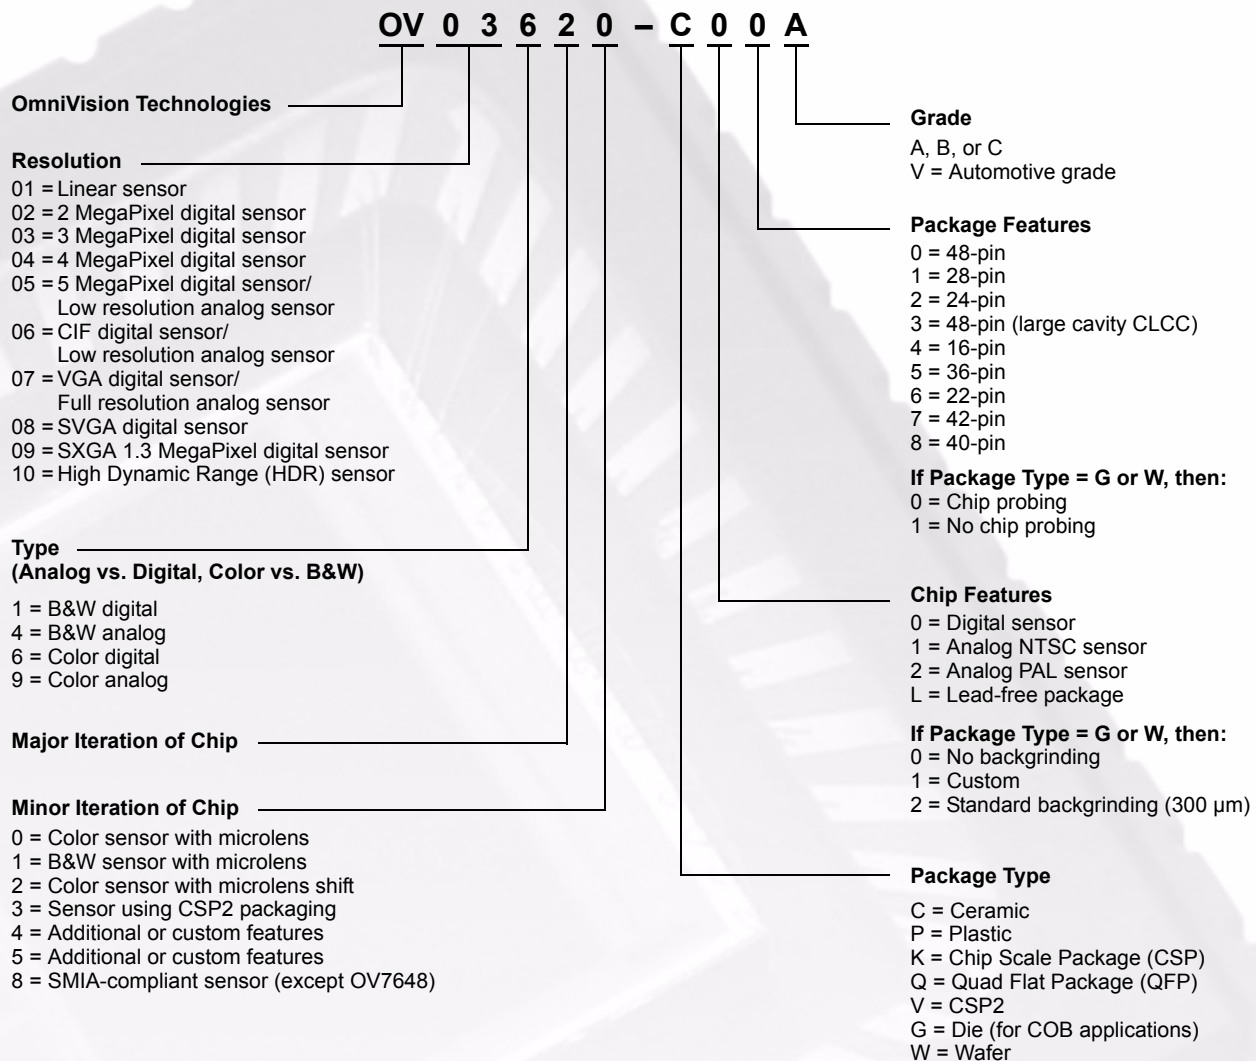 OV 0 3 6 2 0 – C 0 0 A
OmniVision Technologies
Resolution
01 = Linear sensor
02 = 2 MegaPixel digital sensor
03 = 3 MegaPixel digital sensor
04 = 4 MegaPixel digital sensor
05 = 5 MegaPixel digital sensor/
Low resolution analog sensor
06 = CIF digital sensor/
Low resolution analog sensor
07 = VGA digital sensor/
Full resolution analog sensor
08 = SVGA digital sensor
09 = SXGA 1.3 MegaPixel digital sensor
10 = High Dynamic Range (HDR) sensor
Type
(Analog vs. Digital, Color vs. B&W)
1 = B&W digital
4 = B&W analog
6 = Color digital
9 = Color analog
Major Iteration of Chip
Minor Iteration of Chip
0 = Color sensor with microlens
1 = B&W sensor with microlens
2 = Color sensor with microlens shift
3 = Sensor using CSP2 packaging
4 = Additional or custom features
5 = Additional or custom features
8 = SMIA-compliant sensor (except OV7648)
Grade
A, B, or C
V = Automotive grade
Package Features
0 = 48-pin
1 = 28-pin
2 = 24-pin
3 = 48-pin (large cavity CLCC)
4 = 16-pin
5 = 36-pin
6 = 22-pin
7 = 42-pin
8 = 40-pin
If Package Type = G or W, then:
0 = Chip probing
1 = No chip probing
Chip Features
0 = Digital sensor
1 = Analog NTSC sensor
2 = Analog PAL sensor
L = Lead-free package
If Package Type = G or W, then:
0 = No backgrinding
1 = Custom
2 = Standard backgrinding (300 µm)
Package Type
C = Ceramic
P = Plastic
K = Chip Scale Package (CSP)
Q = Quad Flat Package (QFP)
V = CSP2
G = Die (for COB applications)
W = Wafer